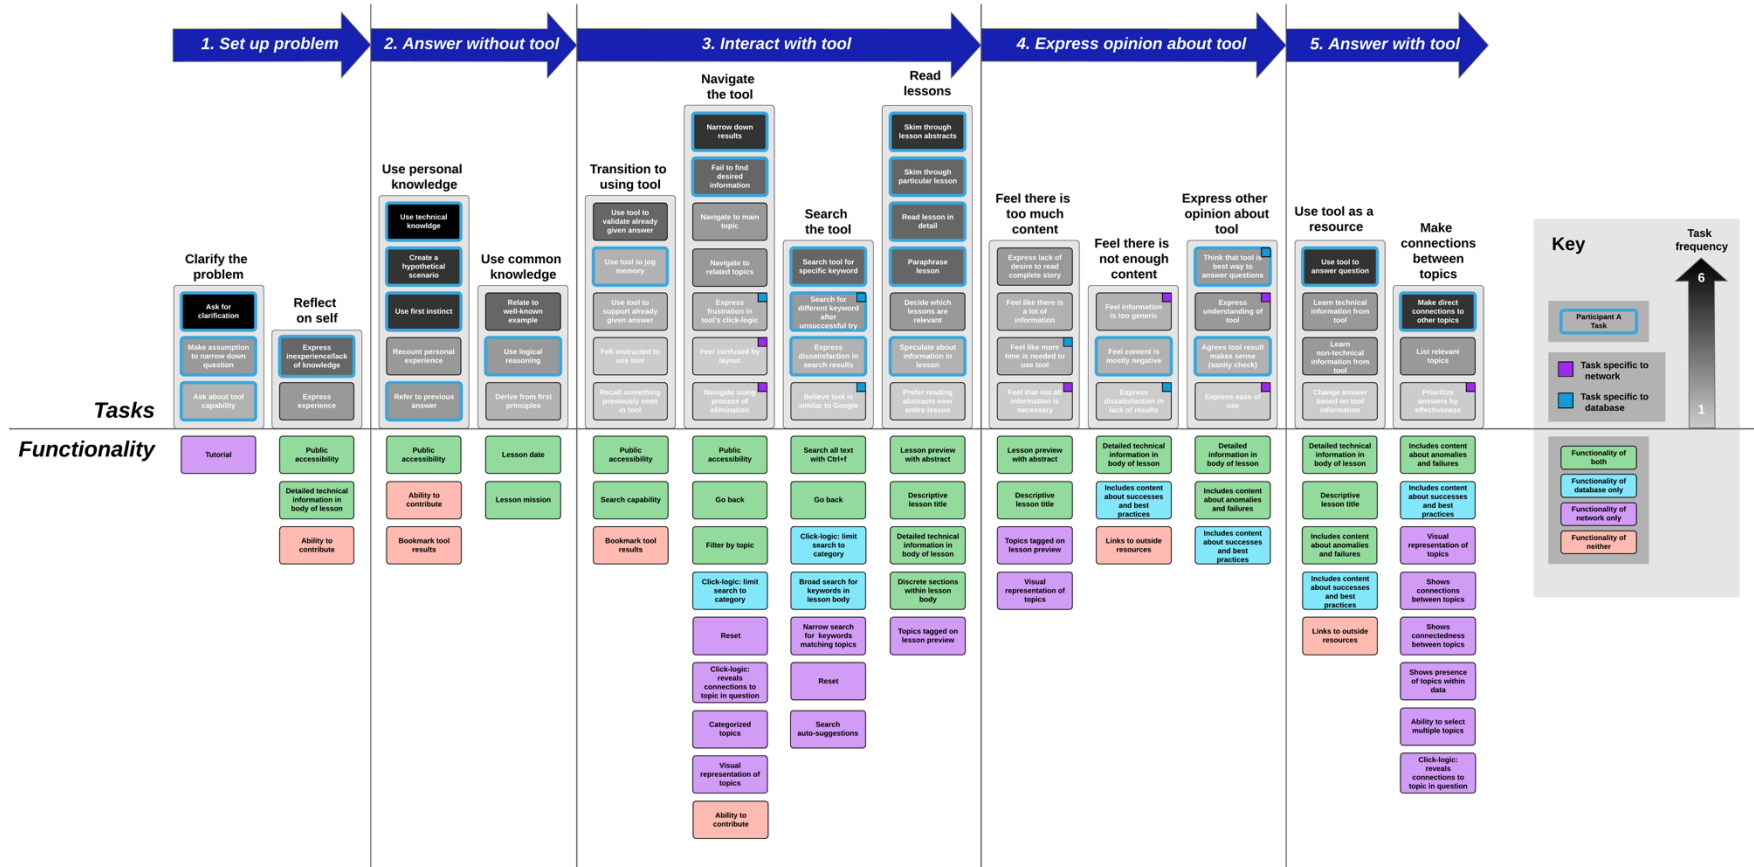 1. Set up problem
2. Answer without tool
3. Interact with tool
4. Express opinion about tool
5. Answer with tool
Tasks
Clarify the
problem
Ask for
clarification
Make assumption
to narrow down
question
Ask about tool
capability
Reflect
on self
Express
inexperience/lack
of knowledge
Express
experience
Use personal
knowledge
Use technical
knowldge
Create a
hypothetical
scenario
Use first instinct
Recount personal
experience
Refer to previous
answer
Use common
knowledge
Relate to
well-known
example
Use logical
reasoning
Derive from first
principles
Transition to
using tool
Use tool to
validate already
given answer
Use tool to jog
memory
Use tool to
support already
given answer
Felt instructed to
use tool
Recall something
previously seen
in tool
Navigate
the tool
Narrow down
results
Fail to find
desired
information
Navigate to main
topic
Navigate to
related topics
Express
frustration in
tool's click-logic
Feel confused by
layout
Navigate using
process of
elimination
Search
the tool
Search tool for
specific keyword
Search for
different keyword
after
unsuccessful try
Express
dissatisfaction in
search results
Believe tool is
similar to Google
Read
lessons
Skim through
lesson abstracts
Skim through
particular lesson
Read lesson in
detail
Paraphrase
lesson
Decide which
lessons are
relevant
Speculate about
information in
lesson
Prefer reading
abstracts over
entire lesson
Feel there is
too much
content
Express lack of
desire to read
complete story
Feel like there is
a lot of
information
Feel like more
time is needed to
use tool
Feel that not all
information is
necessary
Feel there is
not enough
content
Feel information
is too generic
Feel content is
mostly negative
Express
dissatisfaction in
lack of results
Express other
opinion about
tool
Think that tool is
best way to
answer questions
Express
understanding of
tool
Agrees tool result
makes sense
(sanity check)
Express ease of
use
Use tool as a
resource
Use tool to
answer question
Learn technical
information from
tool
Learn
non-technical
information from
tool
Change answer
based on tool
information
Make
connections
between
topics
Make direct
connections to
other topics
List relevant
topics
Prioritize
answers by
effectiveness
Key
Task
frequency
6
1
Participant A
Task
Task specific to
network
Task specific to
database
Functionality of
both
Functionality of
database only
Functionality of
network only
Functionality of
neither
Functionality
Tutorial
Public
accessibility
Detailed technical
information in
body of lesson
Ability to
contribute
Public
accessibility
Ability to
contribute
Bookmark tool
results
Lesson date
Lesson mission
Public
accessibility
Search capability
Bookmark tool
results
Public
accessibility
Go back
Filter by topic
Click-logic: limit
search to
category
Reset
Click-logic:
reveals
connections to
topic in question
Categorized
topics
Visual
representation of
topics
Ability to
contribute
Search all text
with Ctrl+f
Go back
Click-logic: limit
search to
category
Broad search for
keywords in
lesson body
Narrow search
for keywords
matching topics
Reset
Search
auto-suggestions
Lesson preview
with abstract
Descriptive
lesson title
Detailed technical
information in
body of lesson
Discrete sections
within lesson
body
Topics tagged on
lesson preview
Lesson preview
with abstract
Descriptive
lesson title
Topics tagged on
lesson preview
Visual
representation of
topics
Detailed technical
information in
body of lesson
Includes content
about successes
and best
practices
Links to outside
resources
Detailed
information in
body of lesson
Includes content
about anomalies
and failures
Includes content
about successes
and best
practices
Detailed technical
information in
body of lesson
Descriptive
lesson title
Includes content
about anomalies
and failures
Includes content
about successes
and best
practices
Links to outside
resources
Includes content
about anomalies
and failures
Includes content
about successes
and best
practices
Visual
representation of
topics
Shows
connections
between topics
Shows
connectedness
between topics
Shows presence
of topics within
data
Ability to select
multiple topics
Click-logic:
reveals
connections to
topic in question